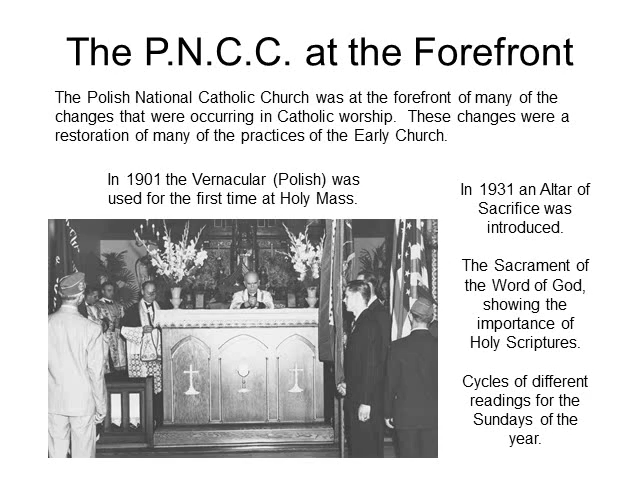 The P.N.C.C. at the Forefront
The Polish National Catholic Church was at the forefront of many of the
changes that were occurring in Catholic worship.  These changes were a
restoration of many of the practices of the Early Church.
In 1901 the Vernacular (Polish) was
used for the first time at Holy Mass.
In 1931 an Altar of
Sacrifice was
introduced.
The Sacrament of
the Word of God,
showing the
importance of
Holy Scriptures.
Cycles of different
readings for the
Sundays of the
year.